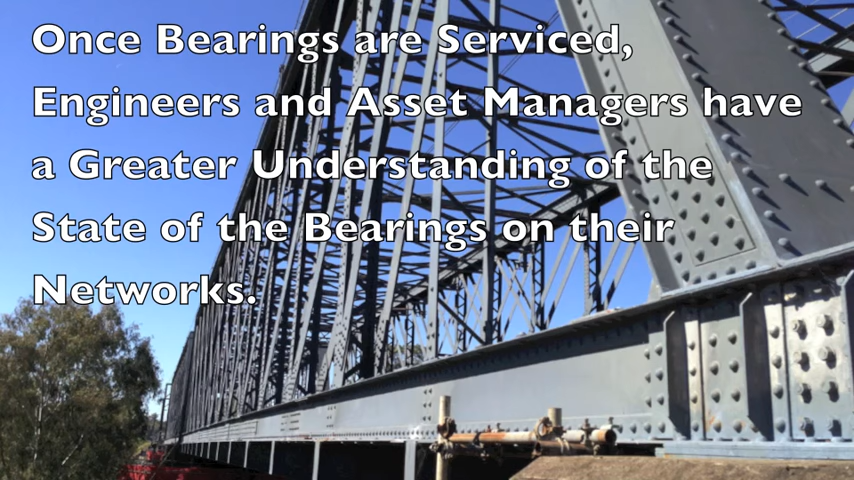 Once Bearings are Serviced,
Engineers and Asset Managers have
a Greater Understanding of the
State of the Bearings on their
Networks.